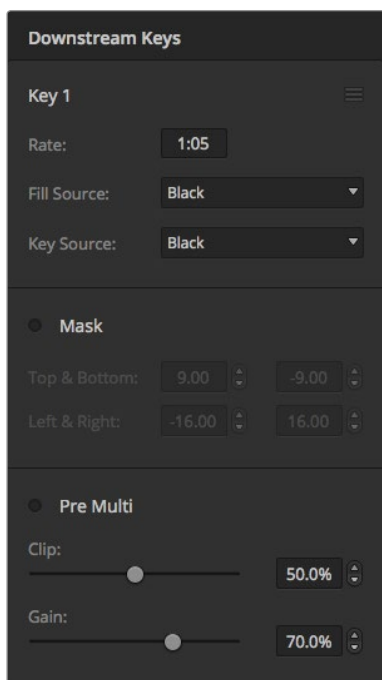 Downstream Keys
Key 1
Rate: 1:05
Fill Source: Black
Key Source: Black
Mask
Top & Bottom: 9.00 -9.00
Left & Right: -16.00 16.00
Pre Multi
Clip:
50.0%
Gain:
70.0%